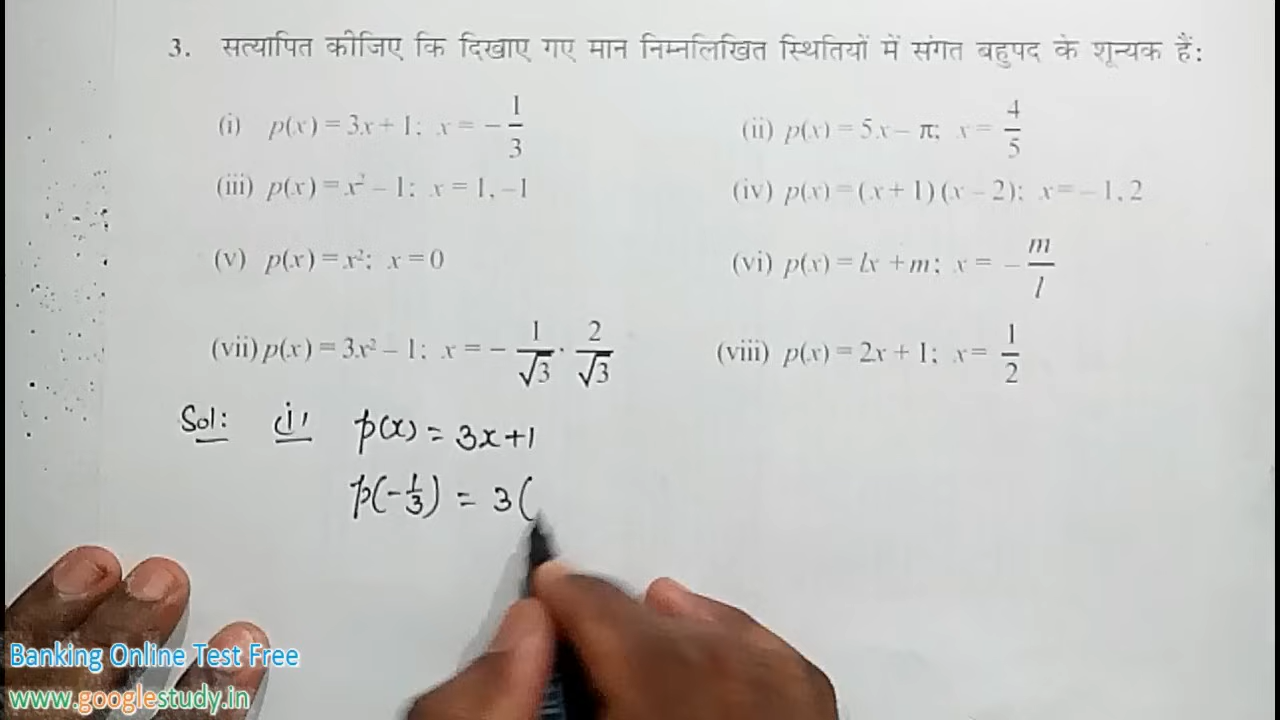 3. सत्यापित कीजिए कि दिखाए गए मान निम्नलिखित स्थितियों में संगत बहुपद के शून्यक हैं:
(i) p(x) = 3x + 1; x = -1/3 (ii) p(x) = 5x – π; x = 4/5
(iii) p(x) = x² – 1; x = 1, –1 (iv) p(x) = (x + 1) (x – 2); x = – 1, 2
(v) p(x) = x²; x = 0 (vi) p(x) = lx + m; x = – m/l
(vii) p(x) = 3x² – 1; x = – 1/√3, 2/√3 (viii) p(x) = 2x + 1; x = 1/2
Sol: (i) p(x) = 3x+1
p(-1/3) = 3(
Banking Online Test Free
www.googlestudy.in